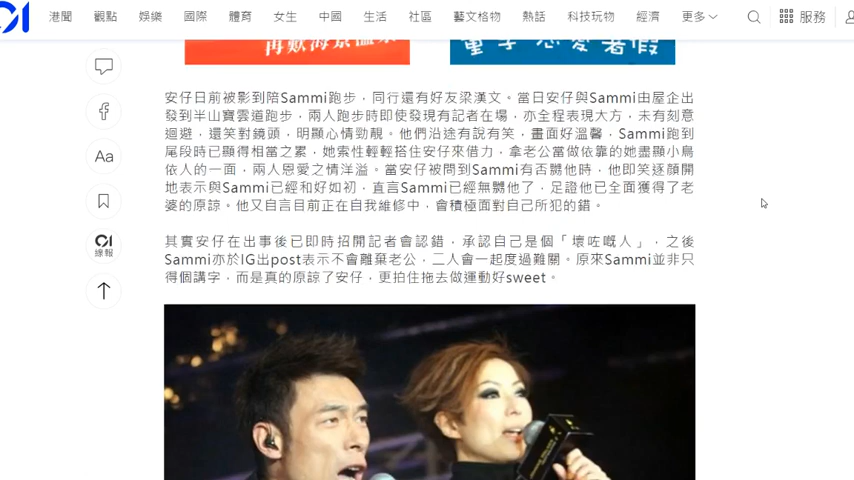 港聞 觀點 娛樂 國際 體育 女生 中國 生活 社區 藝文格物 熱話 科技玩物 經濟 更多 服務
安仔日前被影到陪Sammi跑步，同行還有好友梁漢文。當日安仔與Sammi由屋企出
發到半山寶雲道跑步，兩人跑步時即使發現有記者在場，亦全程表現大方，未有刻意
迴避，還笑對鏡頭，明顯心情勁靚。他們沿途有說有笑，畫面好溫馨，Sammi跑到
尾段時已顯得相當之累，她索性輕輕搭住安仔來借力，拿老公當做依靠的她盡顯小鳥
依人的一面，兩人恩愛之情洋溢。當安仔被問到Sammi有否嬲他時，他即笑逐顏開
地表示與Sammi已經和好如初，直言Sammi已經無嬲他了，足證他已全面獲得了老
婆的原諒。他又自言目前正在自我維修中，會積極面對自己所犯的錯。
Aa
線報
其實安仔在出事後已即時招開記者會認錯，承認自己是個「壞咗嘅人」，之後
Sammi亦於IG出post表示不會離棄老公，二人會一起度過難關。原來Sammi並非只
得個講字，而是真的原諒了安仔，更拍住拖去做運動好sweet。